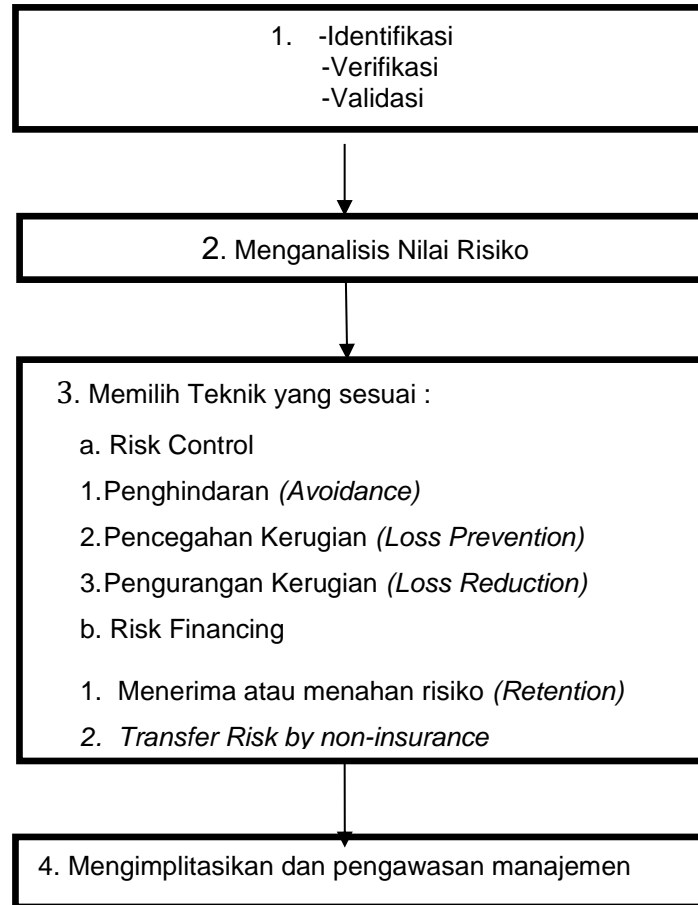 1. -Identifikasi
-Verifikasi
-Validasi
2. Menganalisis Nilai Risiko
3. Memilih Teknik yang sesuai :
a. Risk Control
1.Penghindaran (Avoidance)
2.Pencegahan Kerugian (Loss Prevention)
3.Pengurangan Kerugian (Loss Reduction)
b. Risk Financing
1. Menerima atau menahan risiko (Retention)
2. Transfer Risk by non-insurance
4. Mengimplitasikan dan pengawasan manajemen